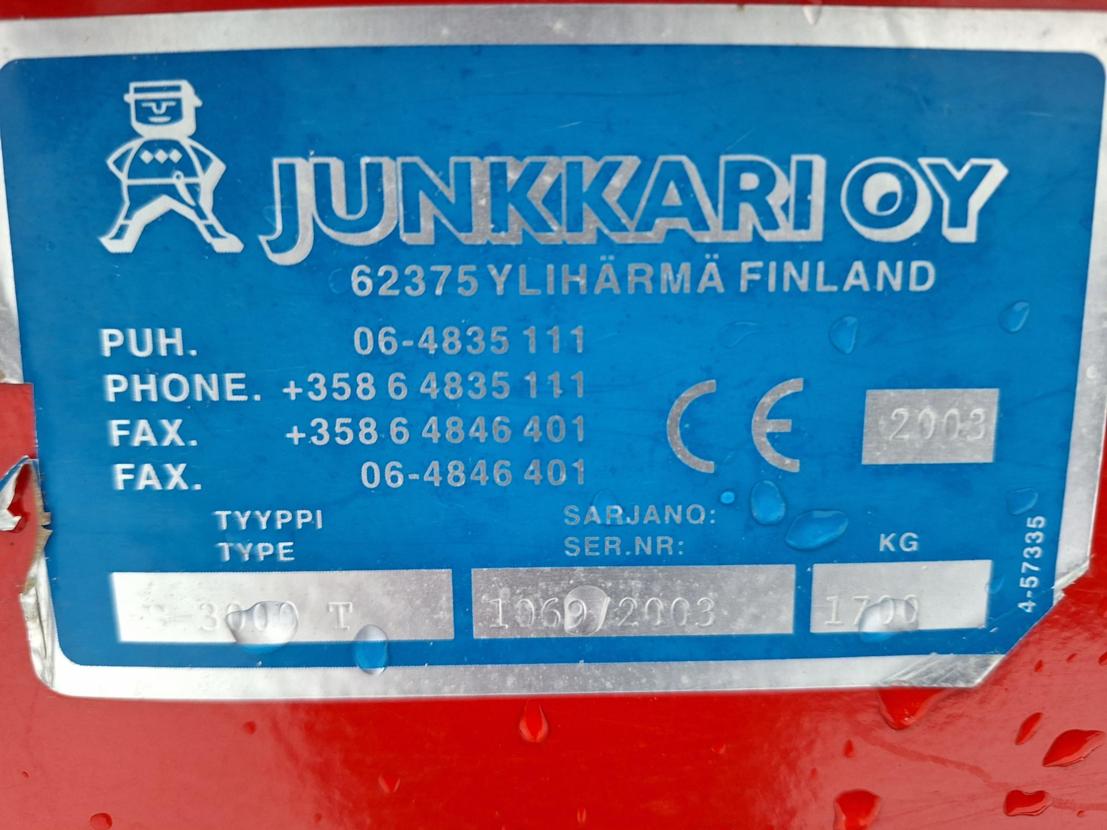 JUNKKARI OY
62375 YLIHÄRMÄ FINLAND
PUH. 06-4835 111
PHONE. +358 6 4835 111
FAX. +358 6 4846 401
FAX. 06-4846 401
CE 2003
TYYPPI SARJANO:
TYPE SER.NR: KG
3000 T 1069/2003 1700
4-57335